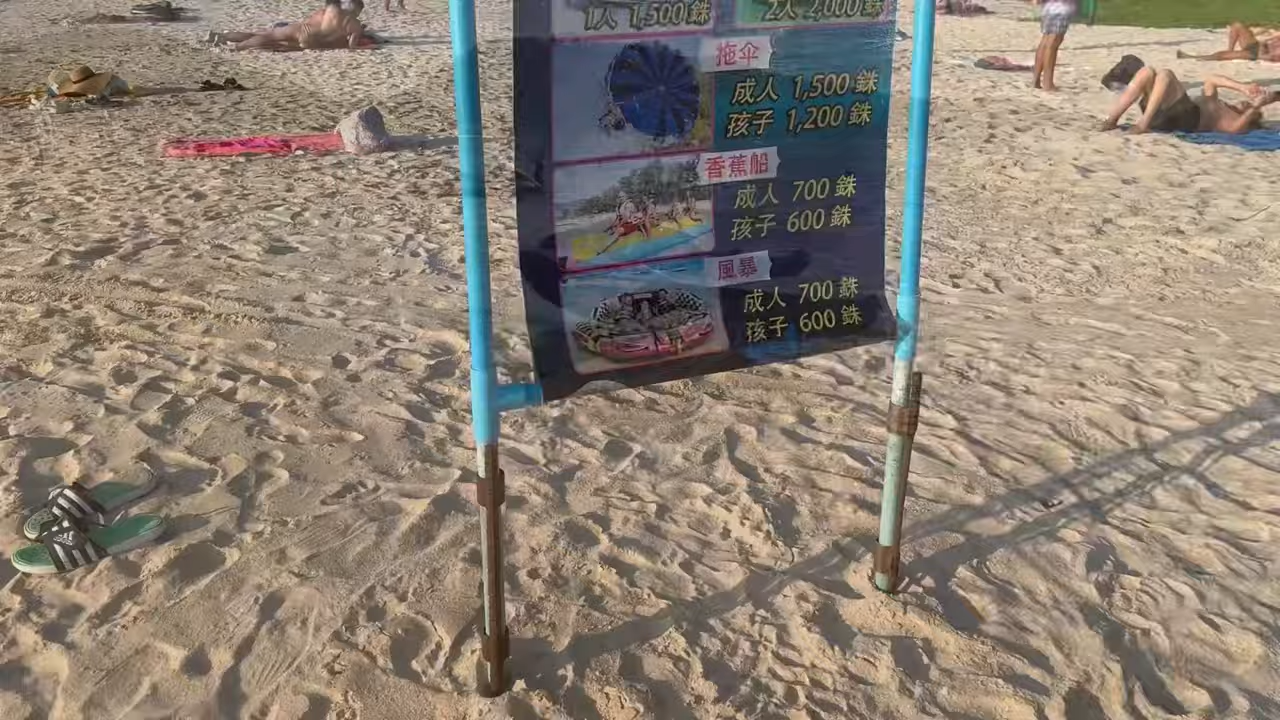 1人 1,500 銖
2人 2,000 銖
拖伞
成人 1,500 銖
孩子 1,200 銖
香蕉船
成人 700 銖
孩子 600 銖
風暴
成人 700 銖
孩子 600 銖